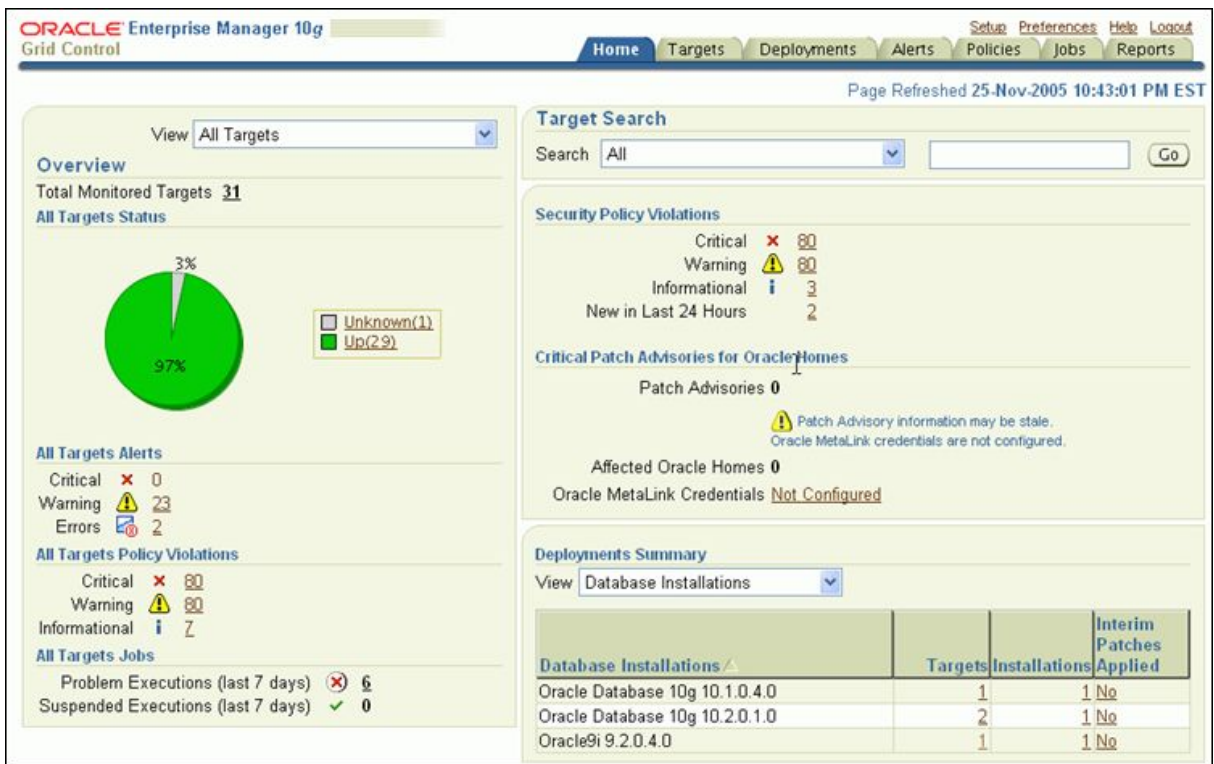 ORACLE Enterprise Manager 10g
Grid Control
Setup Preferences Help Logout
Home Targets Deployments Alerts Policies Jobs Reports
Page Refreshed 25-Nov-2005 10:43:01 PM EST
View All Targets
Overview
Total Monitored Targets 31
All Targets Status
3%
97%
Unknown(1)
Up(29)
All Targets Alerts
Critical 0
Warning 23
Errors 2
All Targets Policy Violations
Critical 80
Warning 80
Informational 7
All Targets Jobs
Problem Executions (last 7 days) 6
Suspended Executions (last 7 days) 0
Target Search
Search All Go
Security Policy Violations
Critical 80
Warning 80
Informational 3
New in Last 24 Hours 2
Critical Patch Advisories for Oracle Homes
Patch Advisories 0
Patch Advisory information may be stale.
Oracle MetaLink credentials are not configured.
Affected Oracle Homes 0
Oracle MetaLink Credentials Not Configured
Deployments Summary
View Database Installations
Database Installations Targets Installations Interim Patches Applied
Oracle Database 10g 10.1.0.4.0 1 1 No
Oracle Database 10g 10.2.0.1.0 2 1 No
Oracle9i 9.2.0.4.0 1 1 No